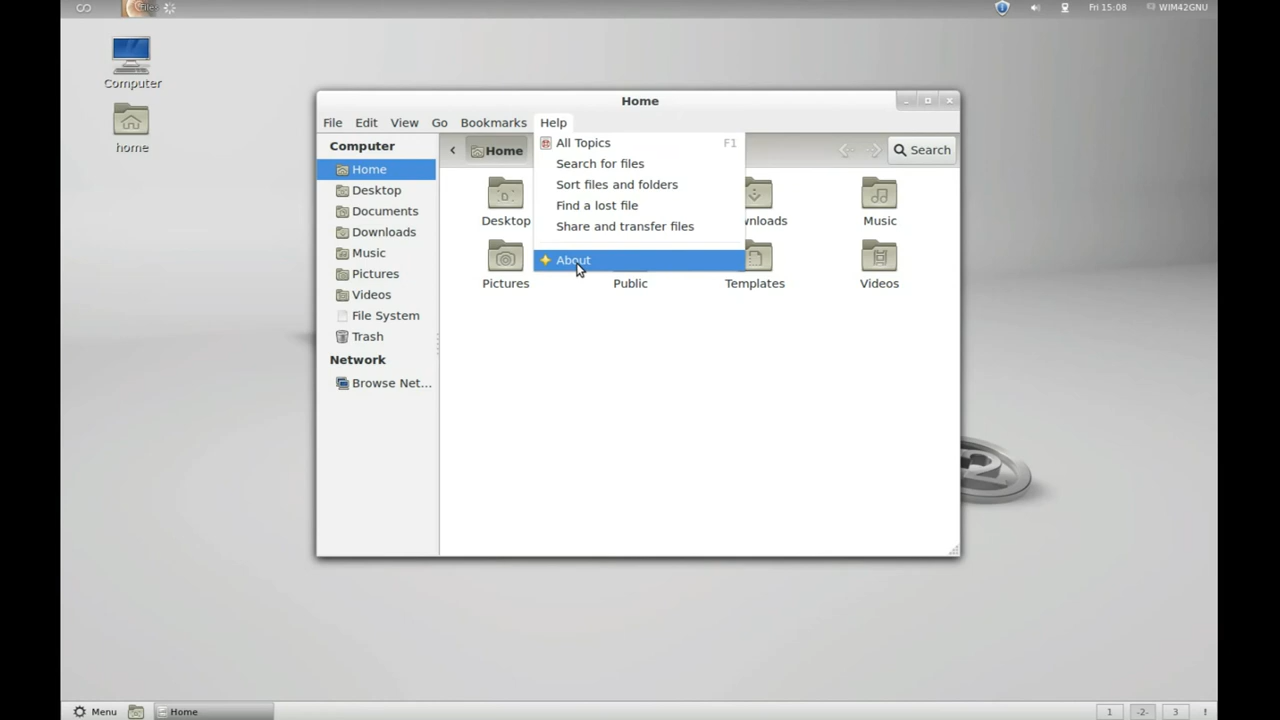 Files
Fri 15:08
WIM42GNU
Computer
home
Home
File Edit View Go Bookmarks Help
Computer
Home
Desktop
Documents
Downloads
Music
Pictures
Videos
File System
Trash
Network
Browse Net...
Home
Search
All Topics F1
Search for files
Sort files and folders
Find a lost file
Share and transfer files
About
Desktop
Music
Pictures
Public
Templates
Videos
Menu
Home
1
-2-
3
!